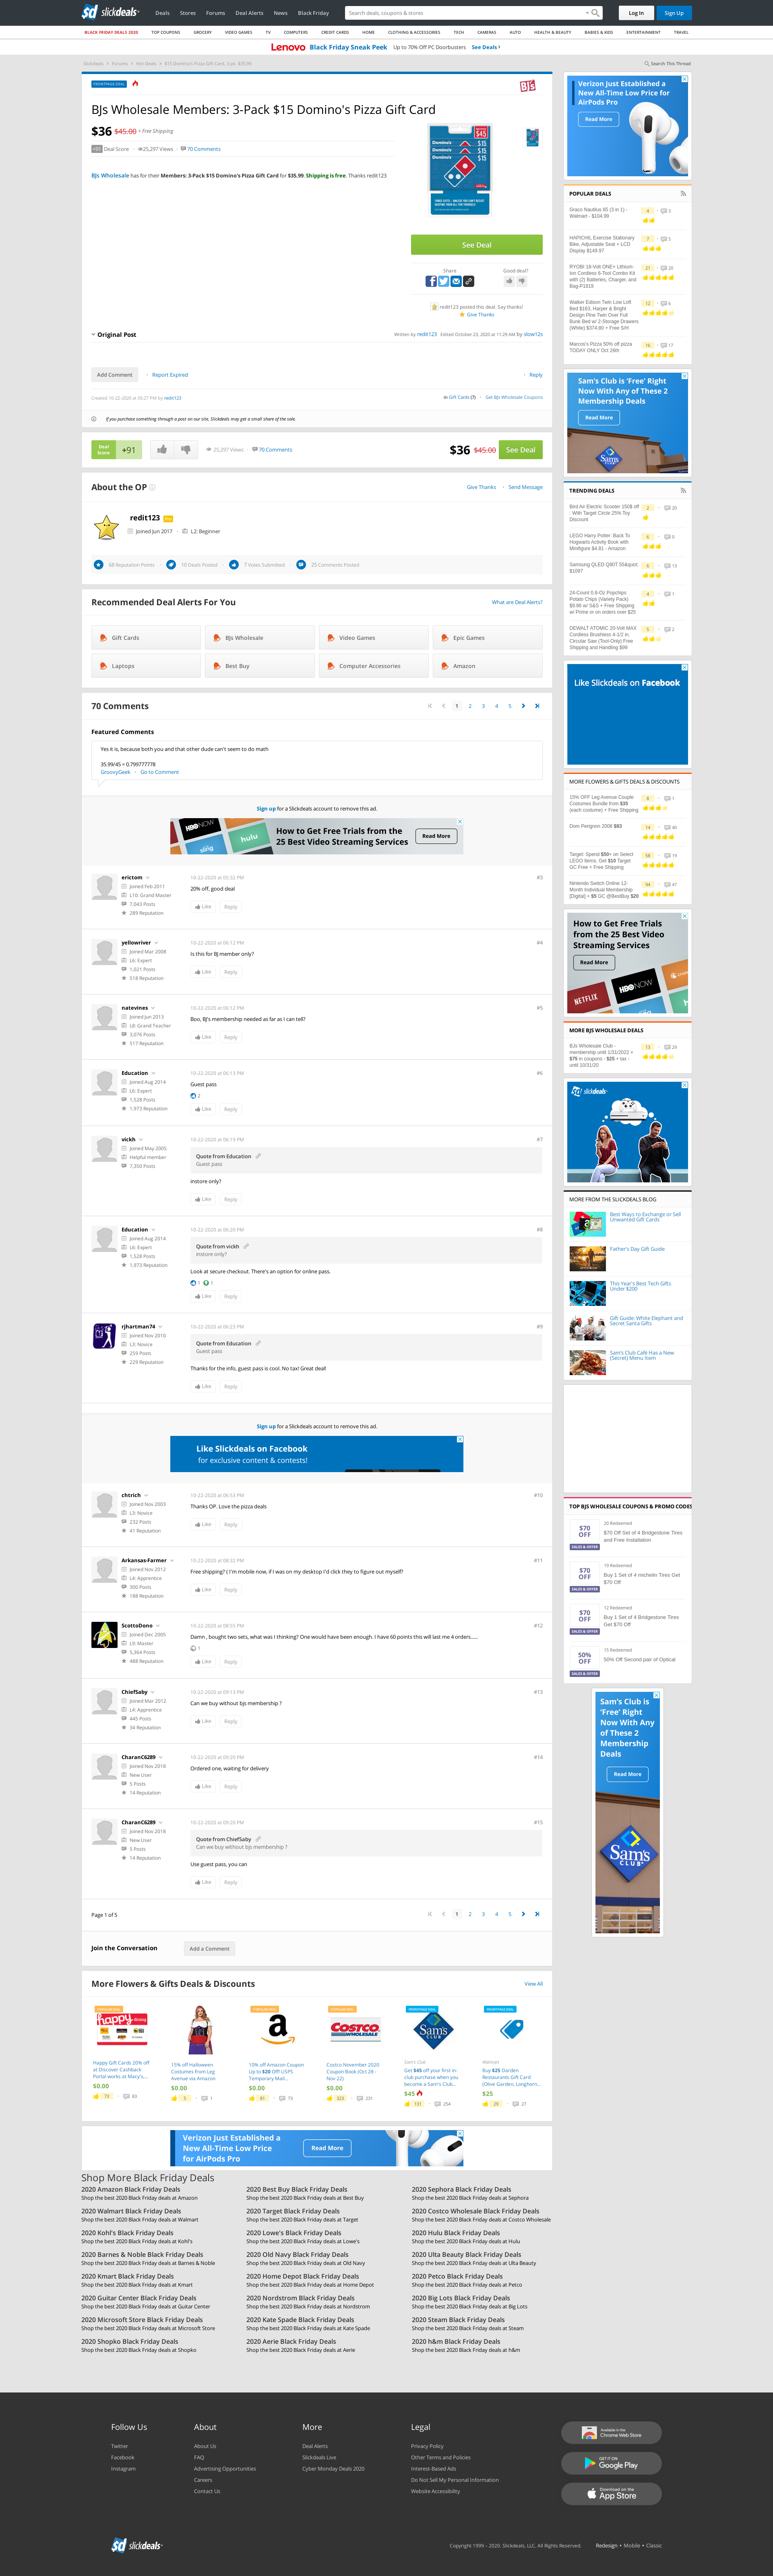 sd slickdeals
Deals Stores Forums Deal Alerts News Black Friday
Search deals, coupons & stores
Log In Sign Up
BLACK FRIDAY DEALS 2020 TOP COUPONS GROCERY VIDEO GAMES TV COMPUTERS CREDIT CARDS HOME CLOTHING & ACCESSORIES TECH CAMERAS AUTO HEALTH & BEAUTY BABIES & KIDS ENTERTAINMENT TRAVEL
Lenovo Black Friday Sneak Peek Up to 70% Off PC Doorbusters See Deals ›
Slickdeals > Forums > Hot Deals > $15 Domino's Pizza Gift Card, 3-pk $35.99
Search This Thread
FRONTPAGE DEAL
BJs Wholesale Members: 3-Pack $15 Domino's Pizza Gift Card
$36 $45.00 + Free Shipping
+91 Deal Score 25,297 Views 70 Comments
BJs Wholesale has for their Members: 3-Pack $15 Domino's Pizza Gift Card for $35.99. Shipping is free. Thanks redit123
See Deal
Share Good deal?
redit123 posted this deal. Say thanks!
Give Thanks
Original Post
Written by redit123 Edited October 23, 2020 at 11:29 AM by slow12s
Add Comment Report Expired Reply
Created 10-22-2020 at 05:27 PM by redit123
in Gift Cards (7) Get BJs Wholesale Coupons
If you purchase something through a post on our site, Slickdeals may get a small share of the sale.
Deal Score +91 25,297 Views 70 Comments $36 $45.00 See Deal
About the OP
Give Thanks Send Message
redit123
Joined Jun 2017 L2: Beginner
68 Reputation Points 10 Deals Posted 7 Votes Submitted 25 Comments Posted
Recommended Deal Alerts For You
What are Deal Alerts?
Gift Cards BJs Wholesale Video Games Epic Games
Laptops Best Buy Computer Accessories Amazon
70 Comments
1 2 3 4 5
Featured Comments
Yes it is, because both you and that other dude can't seem to do math
35.99/45 = 0.799777778
GroovyGeek Go to Comment
Sign up for a Slickdeals account to remove this ad.
How to Get Free Trials from the
25 Best Video Streaming Services
Read More
erictom
Joined Feb 2011
L10: Grand Master
7,043 Posts
289 Reputation
10-22-2020 at 05:32 PM #3
20% off, good deal
Like Reply
yellowriver
Joined Mar 2008
L6: Expert
1,021 Posts
518 Reputation
10-22-2020 at 06:12 PM #4
Is this for BJ member only?
Like Reply
natevines
Joined Jun 2013
L8: Grand Teacher
3,076 Posts
517 Reputation
10-22-2020 at 06:12 PM #5
Boo, BJ's membership needed as far as I can tell?
Like Reply
Education
Joined Aug 2014
L6: Expert
1,528 Posts
1,973 Reputation
10-22-2020 at 06:13 PM #6
Guest pass
2
Like Reply
vickh
Joined May 2005
Helpful member
7,350 Posts
10-22-2020 at 06:19 PM #7
Quote from Education
Guest pass
instore only?
Like Reply
Education
Joined Aug 2014
L6: Expert
1,528 Posts
1,973 Reputation
10-22-2020 at 06:20 PM #8
Quote from vickh
instore only?
Look at secure checkout. There's an option for online pass.
3 1
Like Reply
rjhartman74
Joined Nov 2010
L3: Novice
259 Posts
229 Reputation
10-22-2020 at 06:23 PM #9
Quote from Education
Guest pass
Thanks for the info, guest pass is cool. No tax! Great deal!
Like Reply
Sign up for a Slickdeals account to remove this ad.
Like Slickdeals on Facebook
for exclusive content & contests!
chtrich
Joined Nov 2003
L3: Novice
232 Posts
41 Reputation
10-22-2020 at 06:53 PM #10
Thanks OP. Love the pizza deals
Like Reply
Arkansas-Farmer
Joined Nov 2012
L4: Apprentice
300 Posts
188 Reputation
10-22-2020 at 08:32 PM #11
Free shipping? ( I'm mobile now, if I was on my desktop I'd click they to figure out myself?
Like Reply
ScottoDono
Joined Dec 2005
L9: Master
5,364 Posts
488 Reputation
10-22-2020 at 08:55 PM #12
Damn , bought two sets, what was I thinking? One would have been enough. I have 60 points this will last me 4 orders......
1
Like Reply
ChiefSaby
Joined Mar 2012
L4: Apprentice
445 Posts
34 Reputation
10-22-2020 at 09:13 PM #13
Can we buy without bjs membership ?
Like Reply
CharanC6289
Joined Nov 2018
New User
5 Posts
14 Reputation
10-22-2020 at 09:20 PM #14
Ordered one, waiting for delivery
Like Reply
CharanC6289
Joined Nov 2018
New User
5 Posts
14 Reputation
10-22-2020 at 09:20 PM #15
Quote from ChiefSaby
Can we buy without bjs membership ?
Use guest pass, you can
Like Reply
Page 1 of 5
1 2 3 4 5
Join the Conversation Add a Comment
More Flowers & Gifts Deals & Discounts
View All
Happy Gift Cards 20% off at Discover Cashback Portal works at Macy's,...
$0.00
73 83
15% off Halloween Costumes from Leg Avenue via Amazon
$0.00
5 1
10% off Amazon Coupon Up to $20 Off! USPS Temporary Mail...
$0.00
81 73
Costco November 2020 Coupon Book (Oct 28 - Nov 22)
$0.00
323 231
Sam's Club
Get $45 off your first in-club purchase when you become a Sam's Club...
$45
131 254
Walmart
Buy $25 Darden Restaurants Gift Card (Olive Garden, Longhorn...
$25
29 27
Verizon Just Established a
New All-Time Low Price
for AirPods Pro
Read More
Shop More Black Friday Deals
2020 Amazon Black Friday Deals
Shop the best 2020 Black Friday deals at Amazon
2020 Best Buy Black Friday Deals
Shop the best 2020 Black Friday deals at Best Buy
2020 Sephora Black Friday Deals
Shop the best 2020 Black Friday deals at Sephora
2020 Walmart Black Friday Deals
Shop the best 2020 Black Friday deals at Walmart
2020 Target Black Friday Deals
Shop the best 2020 Black Friday deals at Target
2020 Costco Wholesale Black Friday Deals
Shop the best 2020 Black Friday deals at Costco Wholesale
2020 Kohl's Black Friday Deals
Shop the best 2020 Black Friday deals at Kohl's
2020 Lowe's Black Friday Deals
Shop the best 2020 Black Friday deals at Lowe's
2020 Hulu Black Friday Deals
Shop the best 2020 Black Friday deals at Hulu
2020 Barnes & Noble Black Friday Deals
Shop the best 2020 Black Friday deals at Barnes & Noble
2020 Old Navy Black Friday Deals
Shop the best 2020 Black Friday deals at Old Navy
2020 Ulta Beauty Black Friday Deals
Shop the best 2020 Black Friday deals at Ulta Beauty
2020 Kmart Black Friday Deals
Shop the best 2020 Black Friday deals at Kmart
2020 Home Depot Black Friday Deals
Shop the best 2020 Black Friday deals at Home Depot
2020 Petco Black Friday Deals
Shop the best 2020 Black Friday deals at Petco
2020 Guitar Center Black Friday Deals
Shop the best 2020 Black Friday deals at Guitar Center
2020 Nordstrom Black Friday Deals
Shop the best 2020 Black Friday deals at Nordstrom
2020 Big Lots Black Friday Deals
Shop the best 2020 Black Friday deals at Big Lots
2020 Microsoft Store Black Friday Deals
Shop the best 2020 Black Friday deals at Microsoft Store
2020 Kate Spade Black Friday Deals
Shop the best 2020 Black Friday deals at Kate Spade
2020 Steam Black Friday Deals
Shop the best 2020 Black Friday deals at Steam
2020 Shopko Black Friday Deals
Shop the best 2020 Black Friday deals at Shopko
2020 Aerie Black Friday Deals
Shop the best 2020 Black Friday deals at Aerie
2020 h&m Black Friday Deals
Shop the best 2020 Black Friday deals at h&m
Verizon Just Established a
New All-Time Low Price for
AirPods Pro
Read More
POPULAR DEALS
Graco Nautilus 65 (3 in 1) - Walmart - $104.99
4 3
HAPICHIL Exercise Stationary Bike, Adjustable Seat + LCD Display $149.97
7 5
RYOBI 18-Volt ONE+ Lithium-Ion Cordless 6-Tool Combo Kit with (2) Batteries, Charger, and Bag-P1819
21 20
Walker Edison Twin Low Loft Bed $163, Harper & Bright Design Pine Twin Over Full Bunk Bed w/ 2-Storage Drawers (White) $374.80 + Free S/H
12 6
Marcos's Pizza 50% off pizza TODAY ONLY Oct 26th
16 17
Sam's Club is 'Free' Right
Now With Any of These 2
Membership Deals
Read More
TRENDING DEALS
Bird Air Electric Scooter 150$ off : With Target Circle 25% Toy Discount
2 20
LEGO Harry Potter: Back To Hogwarts Activity Book with Minifigure $4.81 - Amazon
6 0
Samsung QLED Q80T 55&quot; $1097
6 13
24-Count 0.8-Oz Popchips Potato Chips (Variety Pack) $9.98 w/ S&S + Free Shipping w/ Prime or on orders over $25
4 1
DEWALT ATOMIC 20-Volt MAX Cordless Brushless 4-1/2 in. Circular Saw (Tool-Only) Free Shipping and Handling $99
5 2
Like Slickdeals on Facebook
MORE FLOWERS & GIFTS DEALS & DISCOUNTS
15% OFF Leg Avenue Couple Costumes Bundle from $35 (each costume) + Free Shipping
6 1
Dom Perignon 2008 $83
14 40
Target: Spend $50+ on Select LEGO Items, Get $10 Target GC Free + Free Shipping
58 19
Nintendo Switch Online 12-Month Individual Membership [Digital] + $5 GC @BestBuy $20
94 47
How to Get Free Trials
from the 25 Best Video
Streaming Services
Read More
NETFLIX HBO NOW
MORE BJS WHOLESALE DEALS
BJs Wholesale Club - membership until 1/31/2022 + $75 in coupons - $25 + tax - until 10/31/20
13 29
slickdeals
MORE FROM THE SLICKDEALS BLOG
Best Ways to Exchange or Sell Unwanted Gift Cards
Father's Day Gift Guide
This Year's Best Tech Gifts Under $200
Gift Guide: White Elephant and Secret Santa Gifts
Sam's Club Café Has a New (Secret) Menu Item
TOP BJS WHOLESALE COUPONS & PROMO CODES
$70 OFF
SALES & OFFER
20 Redeemed
$70 Off Set of 4 Bridgestone Tires and Free Installation
$70 OFF
SALES & OFFER
19 Redeemed
Buy 1 Set of 4 michelin Tires Get $70 Off
$70 OFF
SALES & OFFER
12 Redeemed
Buy 1 Set of 4 Bridgestone Tires Get $70 Off
50% OFF
SALES & OFFER
15 Redeemed
50% Off Second pair of Optical
Sam's Club is
'Free' Right
Now With Any
of These 2
Membership
Deals
Read More
Sam's CLUB
Follow Us
Twitter
Facebook
Instagram
About
About Us
FAQ
Advertising Opportunities
Careers
Contact Us
More
Deal Alerts
Slickdeals Live
Cyber Monday Deals 2020
Legal
Privacy Policy
Other Terms and Policies
Interest-Based Ads
Do Not Sell My Personal Information
Website Accessibility
Available in the Chrome Web Store
GET IT ON Google Play
Download on the App Store
sd slickdeals
Copyright 1999 – 2020. Slickdeals, LLC. All Rights Reserved. Redesign • Mobile • Classic